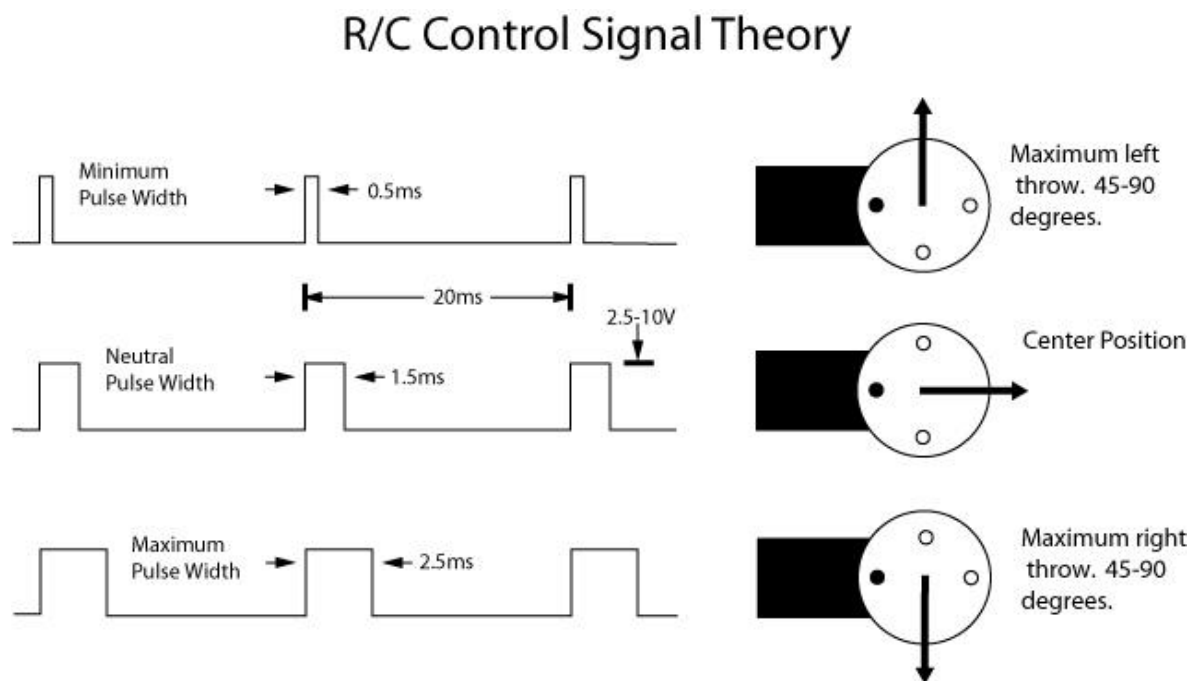 R/C Control Signal Theory
Minimum
Pulse Width
0.5ms
Maximum left
throw. 45-90
degrees.
20ms
2.5-10V
Neutral
Pulse Width
1.5ms
Center Position
Maximum
Pulse Width
2.5ms
Maximum right
throw. 45-90
degrees.